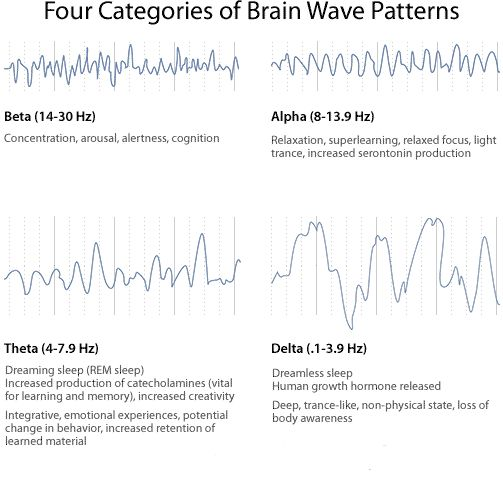 Four Categories of Brain Wave Patterns
Beta (14-30 Hz)
Concentration, arousal, alertness, cognition
Alpha (8-13.9 Hz)
Relaxation, superlearning, relaxed focus, light
trance, increased serontonin production
Theta (4-7.9 Hz)
Dreaming sleep (REM sleep)
Increased production of catecholamines (vital
for learning and memory), increased creativity
Integrative, emotional experiences, potential
change in behavior, increased retention of
learned material
Delta (.1-3.9 Hz)
Dreamless sleep
Human growth hormone released
Deep, trance-like, non-physical state, loss of
body awareness